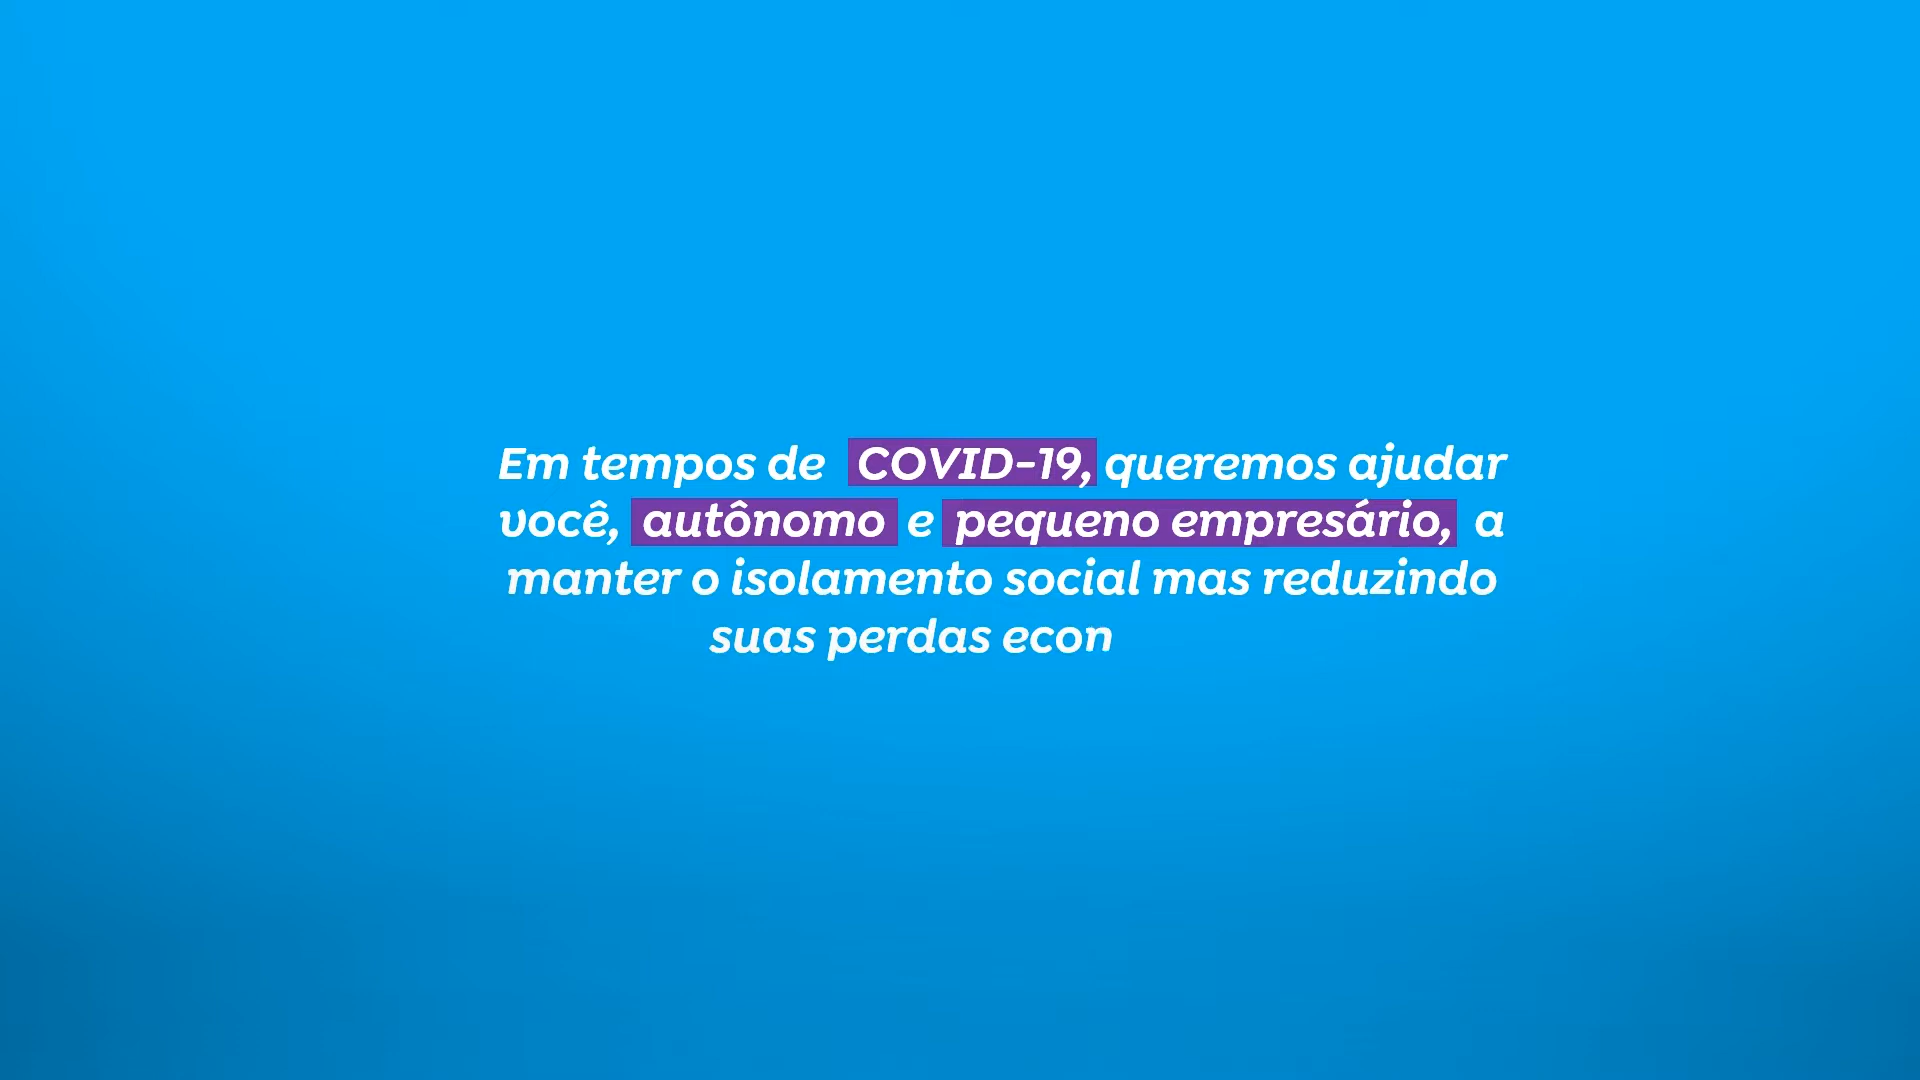 Em tempos de COVID-19, queremos ajudar
você, autônomo e pequeno empresário, a
manter o isolamento social mas reduzindo
suas perdas econ